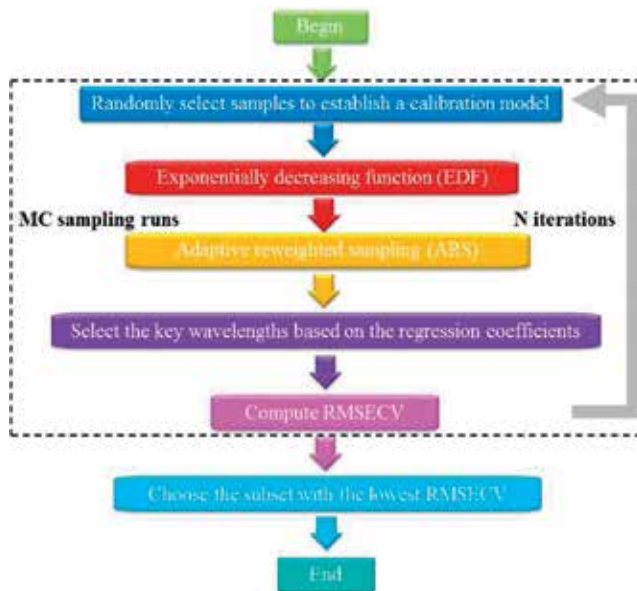 Begin
Randomly select samples to establish a calibration model
Exponentially decreasing function (EDF)
MC sampling runs
N iterations
Adaptive reweighted sampling (ARS)
Select the key wavelengths based on the regression coefficients
Compute RMSECV
Choose the subset with the lowest RMSECV
End